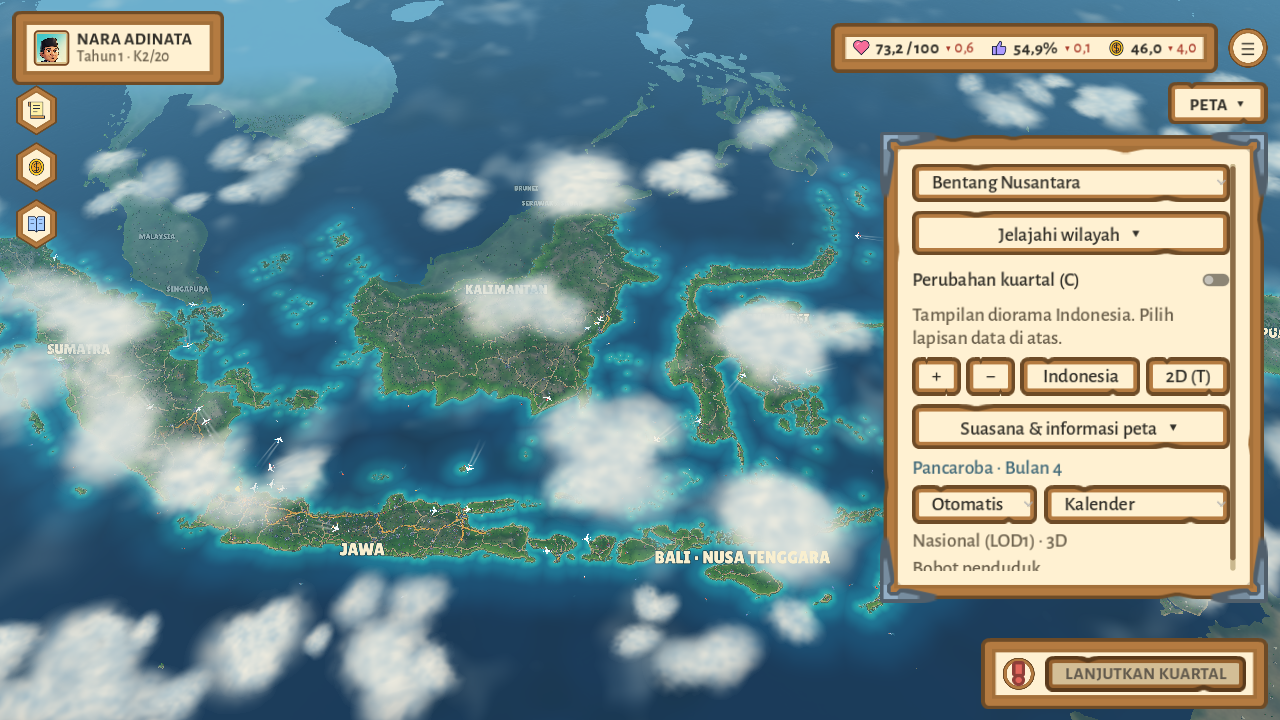 NARA ADINATA
Tahun 1 · K2/20
73,2 /100 ▼ 0,6
54,9% ▼ 0,1
46,0 ▼ 4,0
PETA ▼
Bentang Nusantara
Jelajahi wilayah ▼
Perubahan kuartal (C)
Tampilan diorama Indonesia. Pilih
lapisan data di atas.
+ − Indonesia 2D (T)
Suasana & informasi peta ▼
Pancaroba · Bulan 4
Otomatis Kalender
Nasional (LOD1) · 3D
Bobot penduduk
LANJUTKAN KUARTAL
BRUNEI
MALAYSIA
SINGAPURA
KALIMANTAN
SUMATRA
JAWA
BALI · NUSA TENGGARA